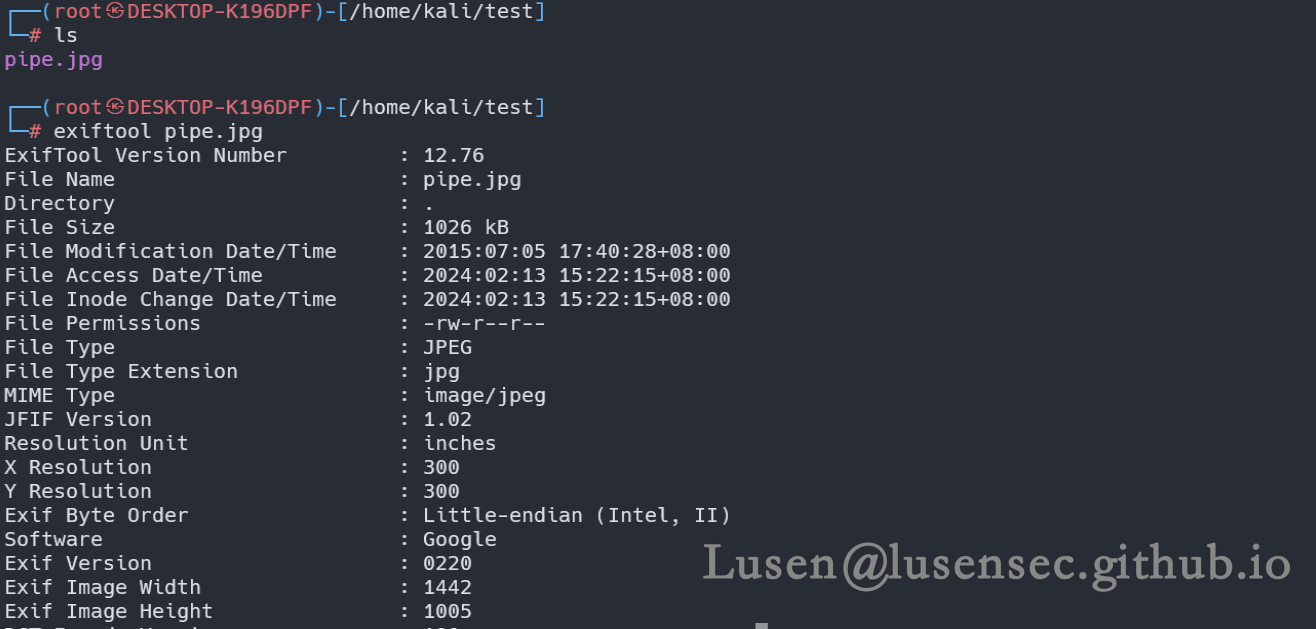 ┌──(root㉿DESKTOP-K196DPF)-[/home/kali/test]
└─# ls
pipe.jpg
┌──(root㉿DESKTOP-K196DPF)-[/home/kali/test]
└─# exiftool pipe.jpg
ExifTool Version Number : 12.76
File Name : pipe.jpg
Directory : .
File Size : 1026 kB
File Modification Date/Time : 2015:07:05 17:40:28+08:00
File Access Date/Time : 2024:02:13 15:22:15+08:00
File Inode Change Date/Time : 2024:02:13 15:22:15+08:00
File Permissions : -rw-r--r--
File Type : JPEG
File Type Extension : jpg
MIME Type : image/jpeg
JFIF Version : 1.02
Resolution Unit : inches
X Resolution : 300
Y Resolution : 300
Exif Byte Order : Little-endian (Intel, II)
Software : Google
Exif Version : 0220
Exif Image Width : 1442
Exif Image Height : 1005
Lusen@lusensec.github.io